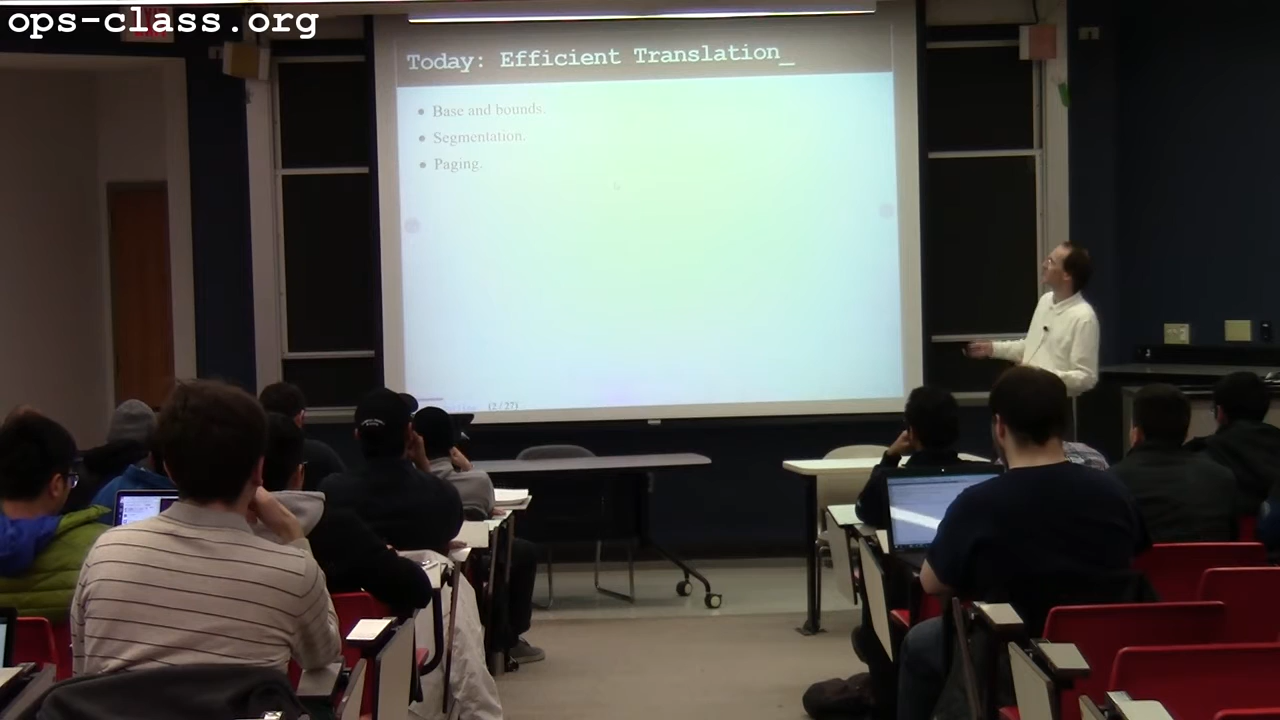 ops-class.org
Today: Efficient Translation_
Base and bounds.
Segmentation.
Paging.
(2 / 27)